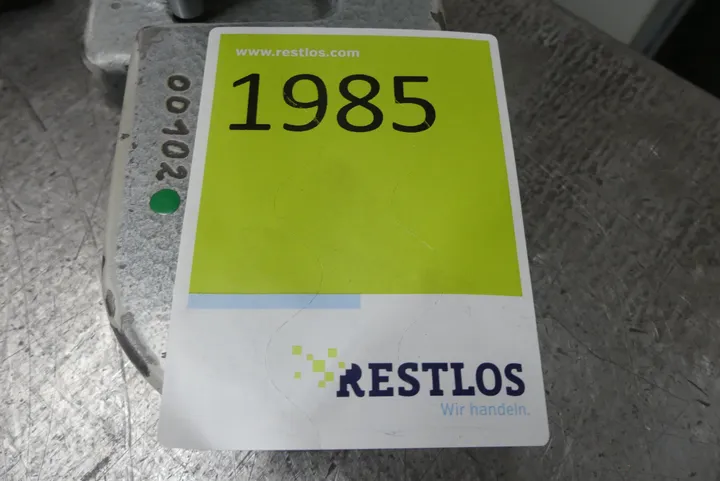 www.restlos.com
1985
00102
RESTLOS
Wir handeln.